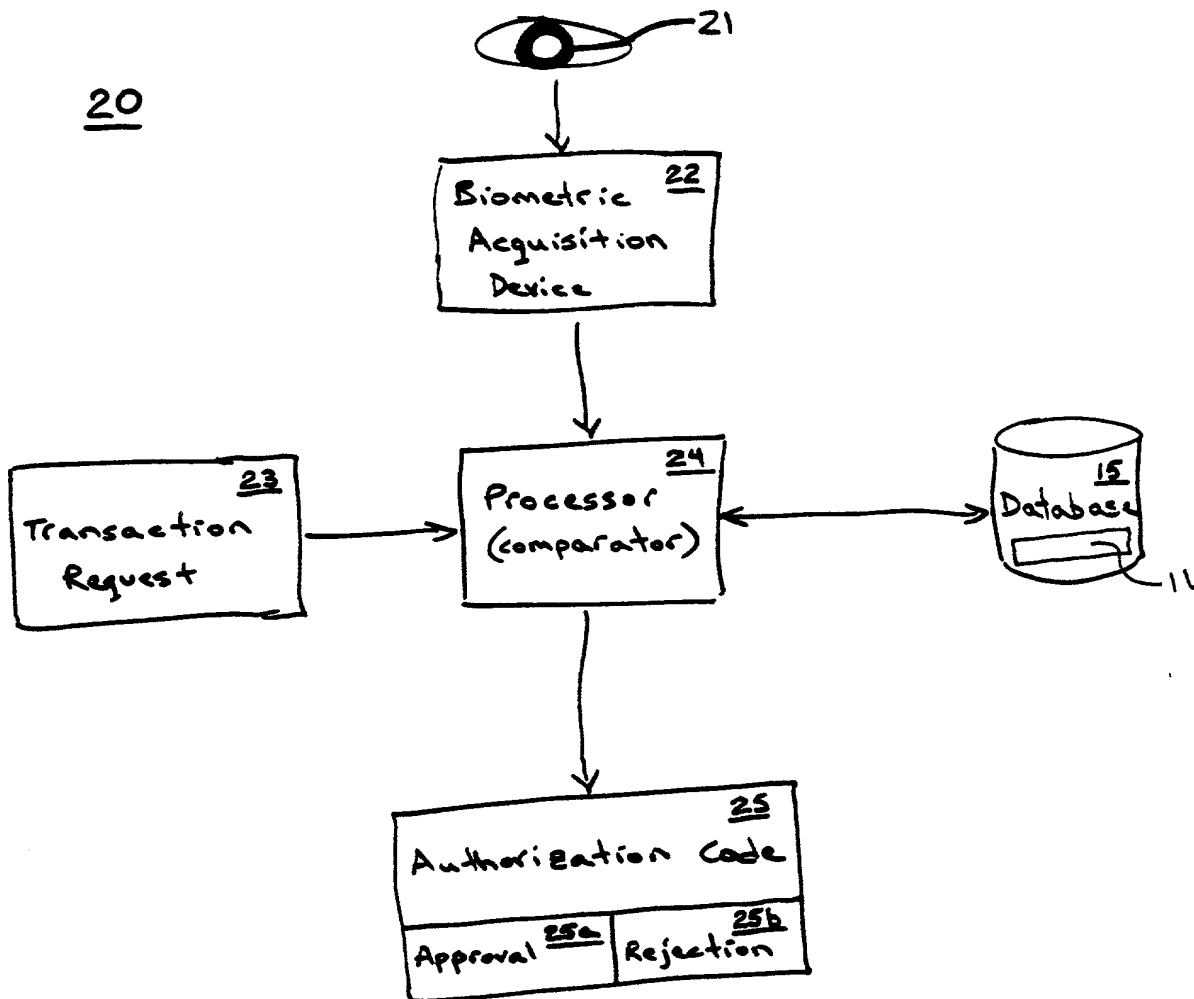 21
20
22
Biometric
Acquisition
Device
23
Transaction
Request
24
Processor
(comparator)
15
Database
11
25
Authorization Code
25a
Approval
25b
Rejection